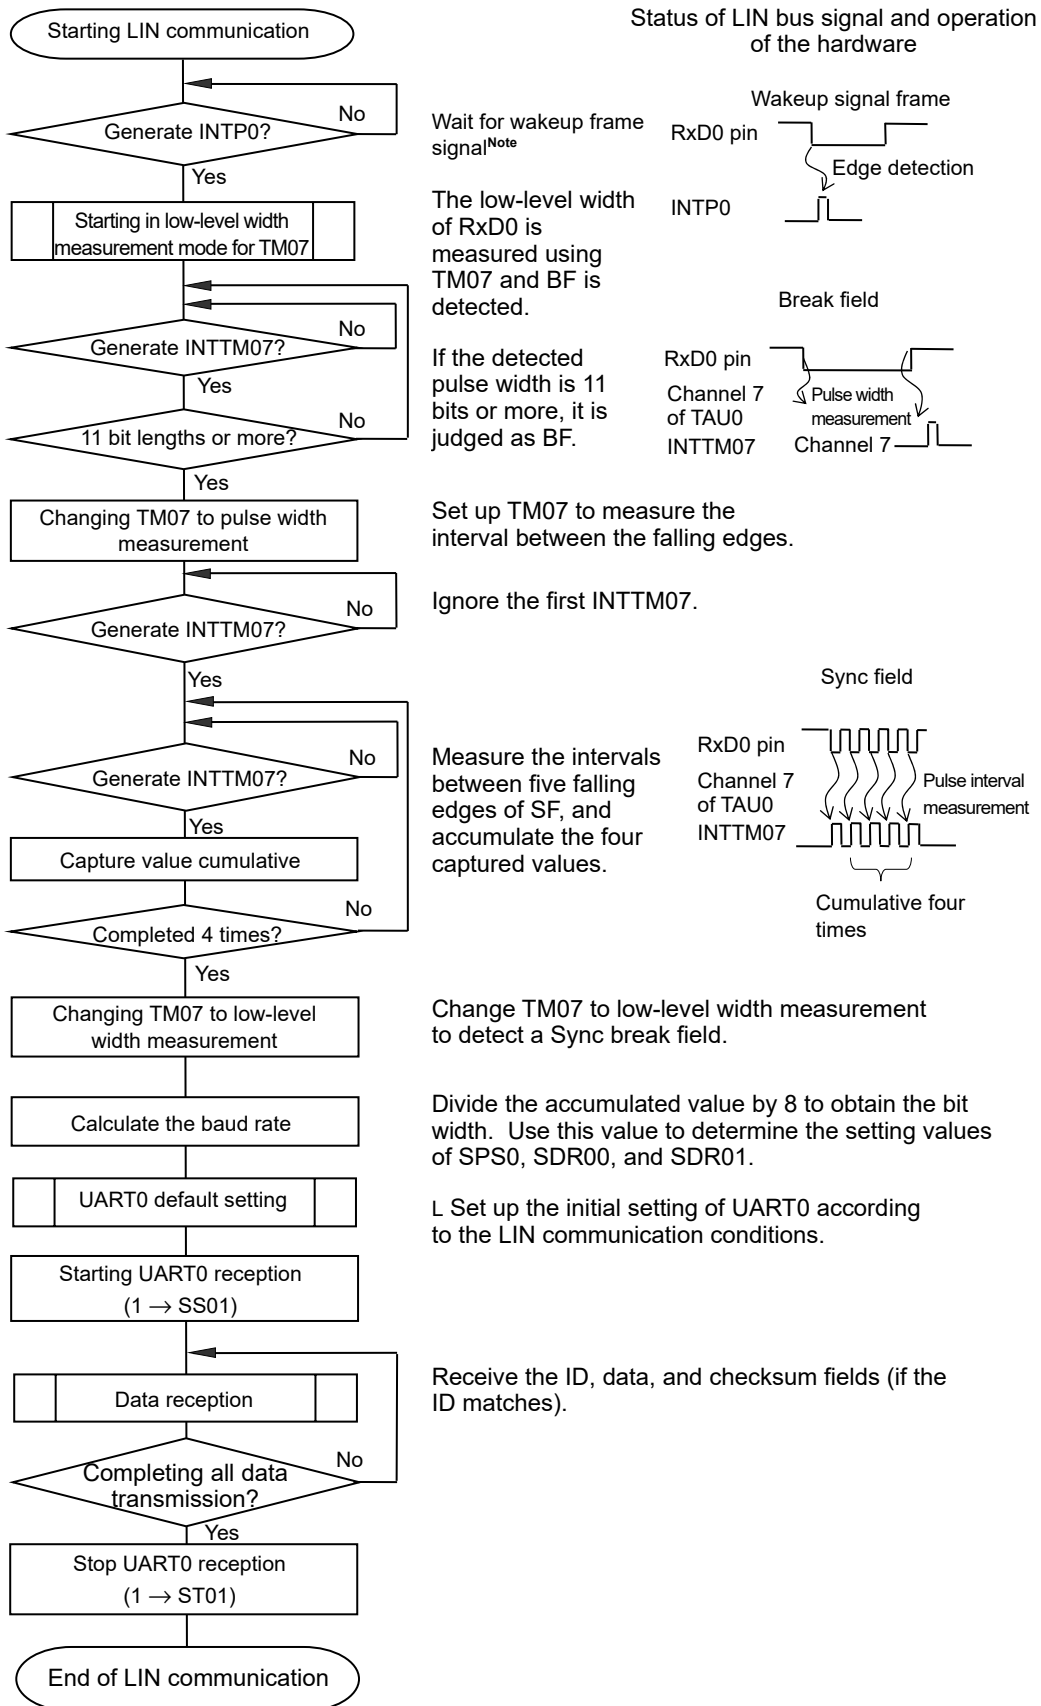 Starting LIN communication
Status of LIN bus signal and operation
of the hardware
No
Generate INTP0?
Yes
Wait for wakeup frame
signalNote
Wakeup signal frame
RxD0 pin
Edge detection
INTP0
Starting in low-level width
measurement mode for TM07
The low-level width
of RxD0 is
measured using
TM07 and BF is
detected.
No
Generate INTTM07?
Yes
No
11 bit lengths or more?
Yes
If the detected
pulse width is 11
bits or more, it is
judged as BF.
Break field
RxD0 pin
Channel 7
of TAU0
Pulse width
measurement
INTTM07
Channel 7
Changing TM07 to pulse width
measurement
Set up TM07 to measure the
interval between the falling edges.
No
Generate INTTM07?
Yes
Ignore the first INTTM07.
No
Generate INTTM07?
Yes
Capture value cumulative
No
Completed 4 times?
Yes
Measure the intervals
between five falling
edges of SF, and
accumulate the four
captured values.
Sync field
RxD0 pin
Channel 7
of TAU0
Pulse interval
measurement
INTTM07
Cumulative four
times
Changing TM07 to low-level
width measurement
Change TM07 to low-level width measurement
to detect a Sync break field.
Calculate the baud rate
Divide the accumulated value by 8 to obtain the bit
width.  Use this value to determine the setting values
of SPS0, SDR00, and SDR01.
UART0 default setting
L Set up the initial setting of UART0 according
to the LIN communication conditions.
Starting UART0 reception
(1 → SS01)
Data reception
Receive the ID, data, and checksum fields (if the
ID matches).
No
Completing all data
transmission?
Yes
Stop UART0 reception
(1 → ST01)
End of LIN communication